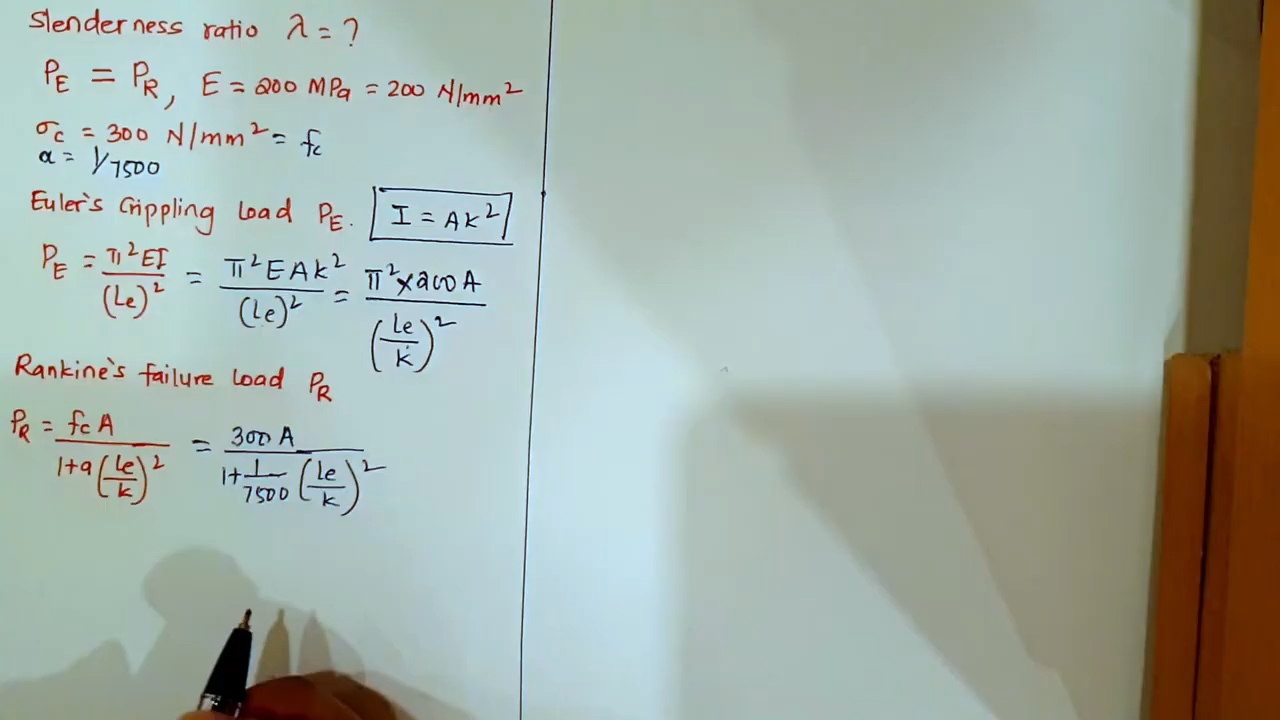 Slenderness ratio λ = ?
PE = PR, E = 200 MPa = 200 N/mm²
σc = 300 N/mm² = fc
a = 1/7500
Euler's Crippling Load PE. I = AK²
PE = π²EI/(Le)² = π²EAK²/(Le)² = π²×200A/(Le/k)²
Rankine's failure Load PR
PR = fcA/1+a(Le/k)² = 300A/1+1/7500(Le/k)²